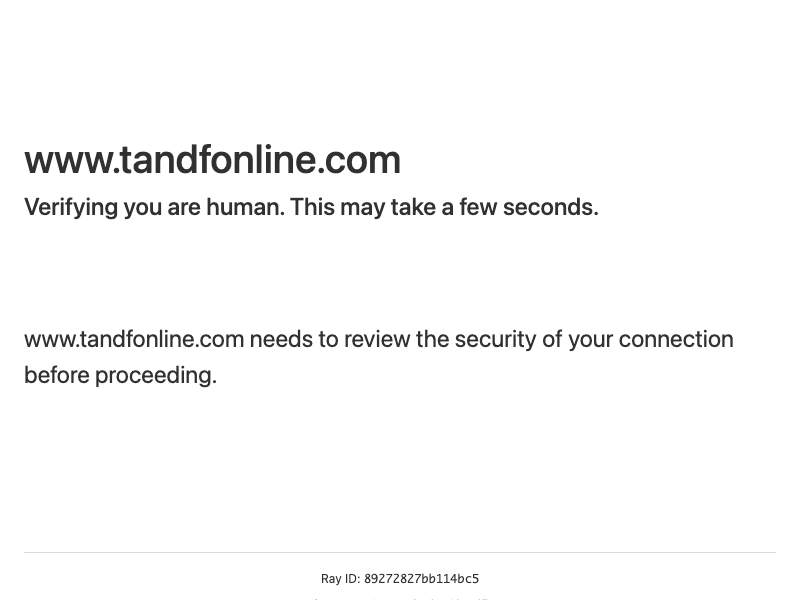 www.tandfonline.com
Verifying you are human. This may take a few seconds.
www.tandfonline.com needs to review the security of your connection
before proceeding.
Ray ID: 89272827bb114bc5